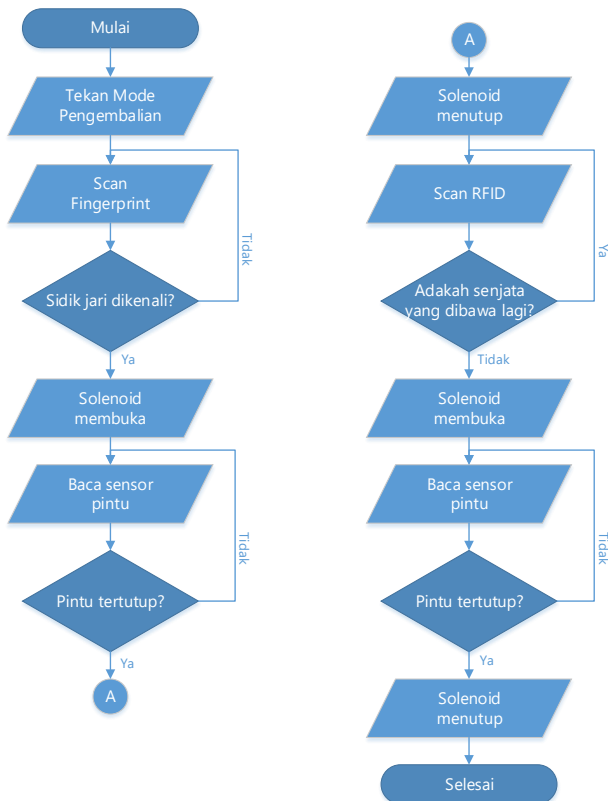 Mulai
Tekan Mode
Pengembalian
Scan
Fingerprint
Tidak
Sidik jari dikenali?
Ya
Solenoid
membuka
Baca sensor
pintu
Tidak
Pintu tertutup?
Ya
A
A
Solenoid
menutup
Scan RFID
Ya
Adakah senjata
yang dibawa lagi?
Tidak
Solenoid
membuka
Baca sensor
pintu
Tidak
Pintu tertutup?
Ya
Solenoid
menutup
Selesai